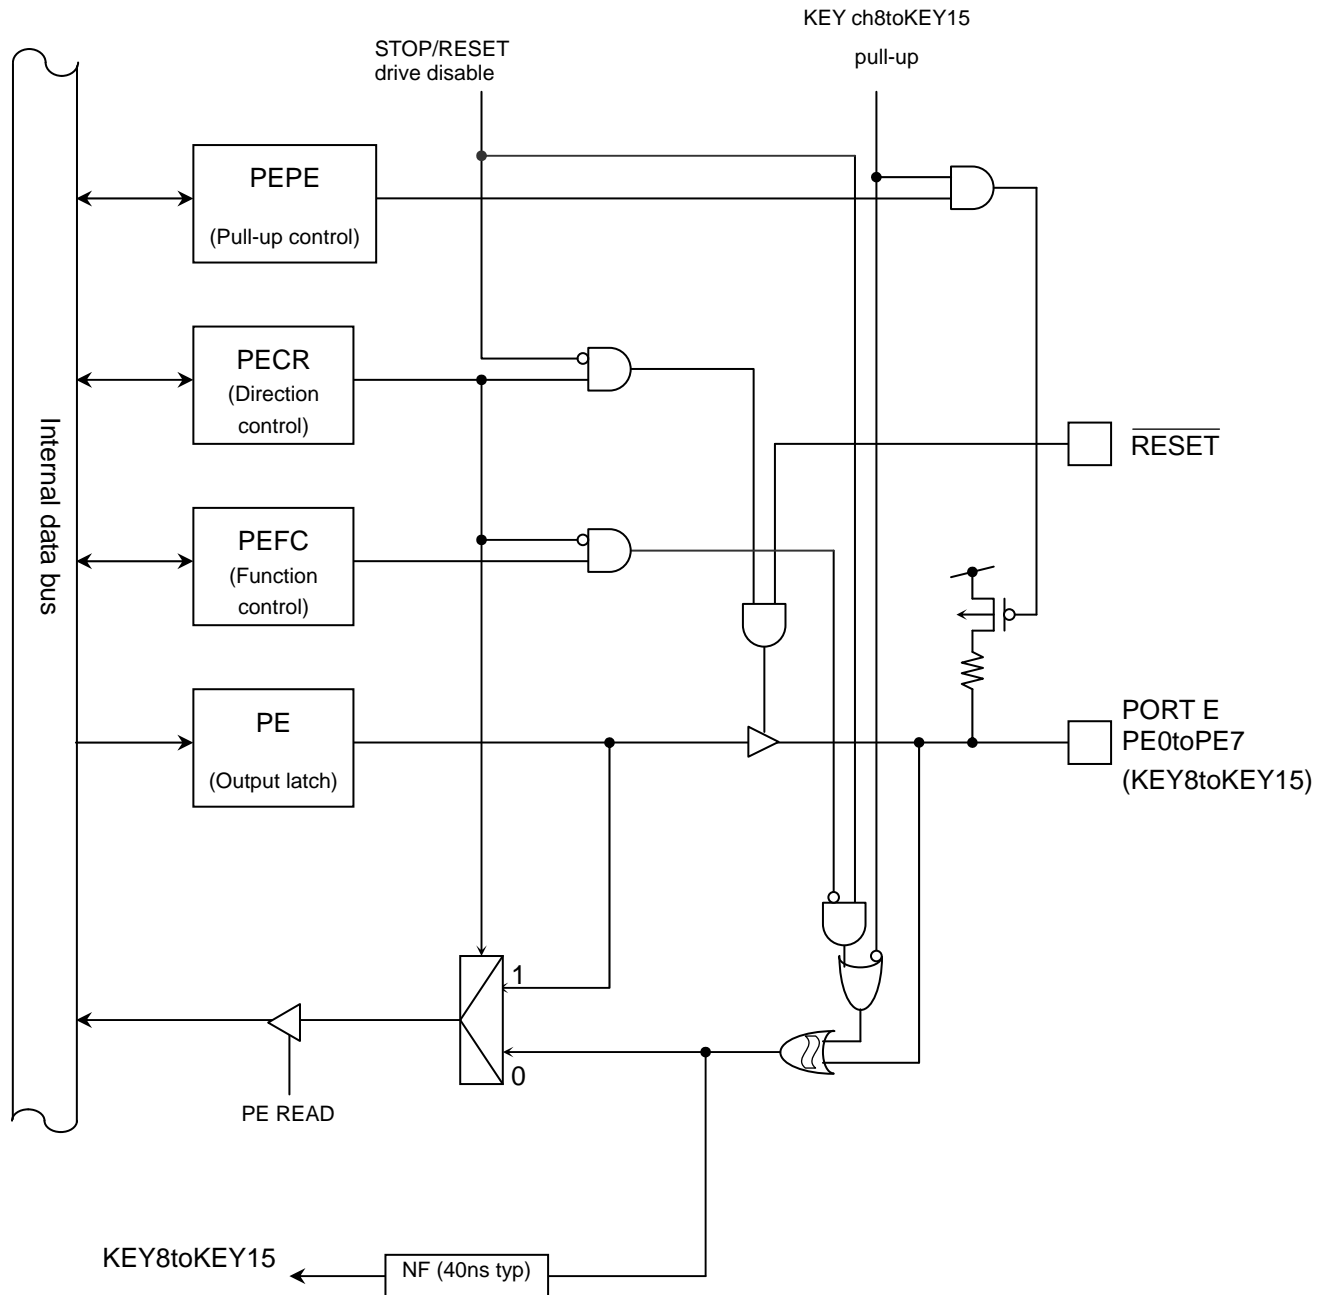 KEY ch8toKEY15
pull-up
STOP/RESET
drive disable
PEPE
(Pull-up control)
PECR
(Direction
control)
Internal data bus
RESET
PEFC
(Function
control)
PE
(Output latch)
PORT E
PE0toPE7
(KEY8toKEY15)
1
0
PE READ
KEY8toKEY15
NF (40ns typ)